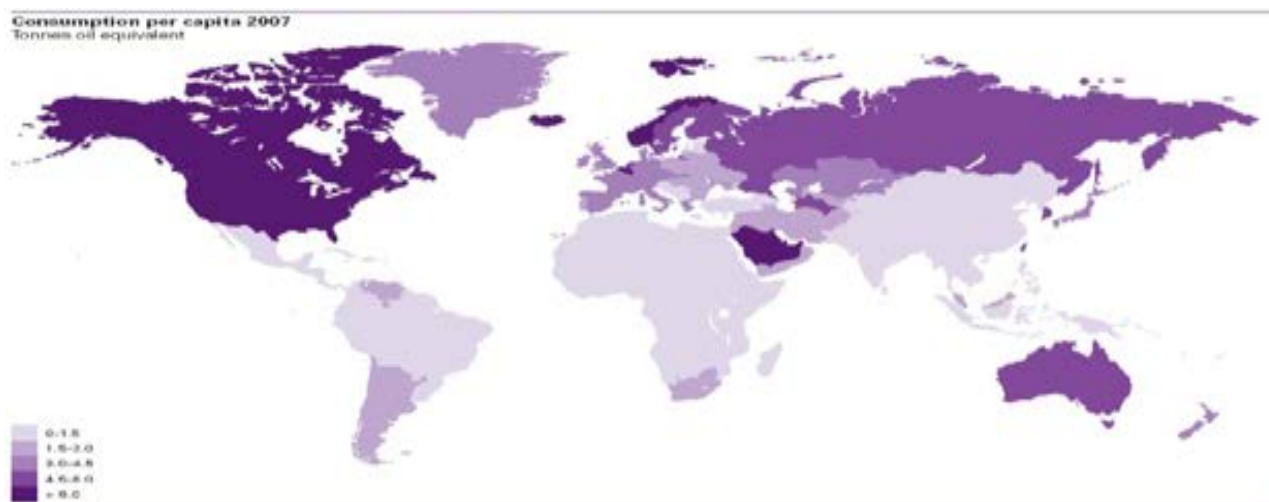 Consumption per capita 2007
Tonnes oil equivalent
0-1.5
1.5-3.0
3.0-4.5
4.5-6.0
> 6.0